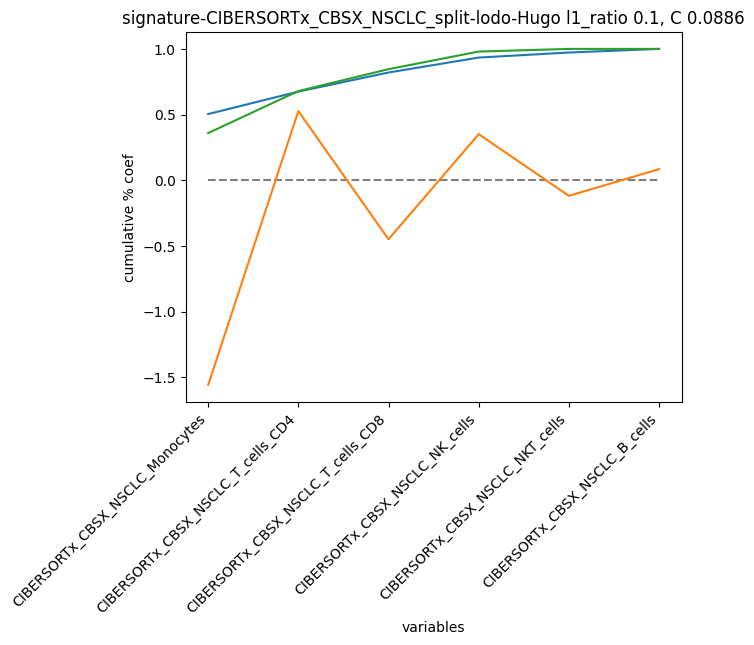 signature-CIBERSORTx_CBSX_NSCLC_split-lodo-Hugo l1_ratio 0.1, C 0.0886
1.0
0.5
0.0
−0.5
−1.0
−1.5
cumulative % coef
CIBERSORTx_CBSX_NSCLC_Monocytes
CIBERSORTx_CBSX_NSCLC_T_cells_CD4
CIBERSORTx_CBSX_NSCLC_T_cells_CD8
CIBERSORTx_CBSX_NSCLC_NK_cells
CIBERSORTx_CBSX_NSCLC_NKT_cells
CIBERSORTx_CBSX_NSCLC_B_cells
variables